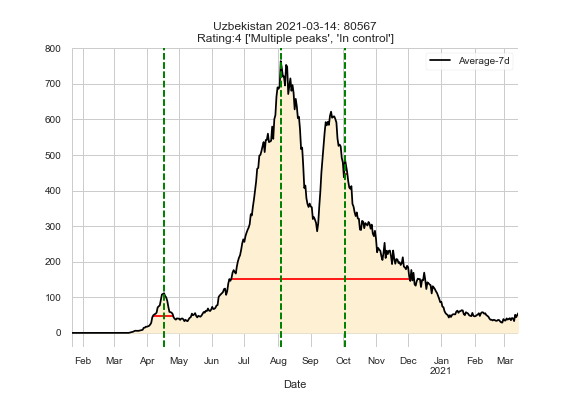 Uzbekistan 2021-03-14: 80567
Rating:4 ['Multiple peaks', 'In control']
800
700
600
500
400
300
200
100
0
Average-7d
Feb Mar Apr May Jun Jul Aug Sep Oct Nov Dec Jan Feb Mar
2021
Date